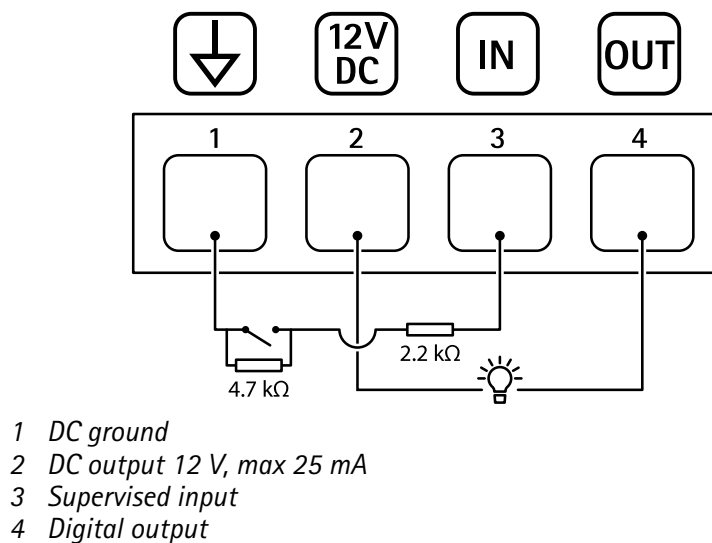 12V
DC
IN
OUT
1 2 3 4
2.2 kΩ
4.7 kΩ
1 DC ground
2 DC output 12 V, max 25 mA
3 Supervised input
4 Digital output